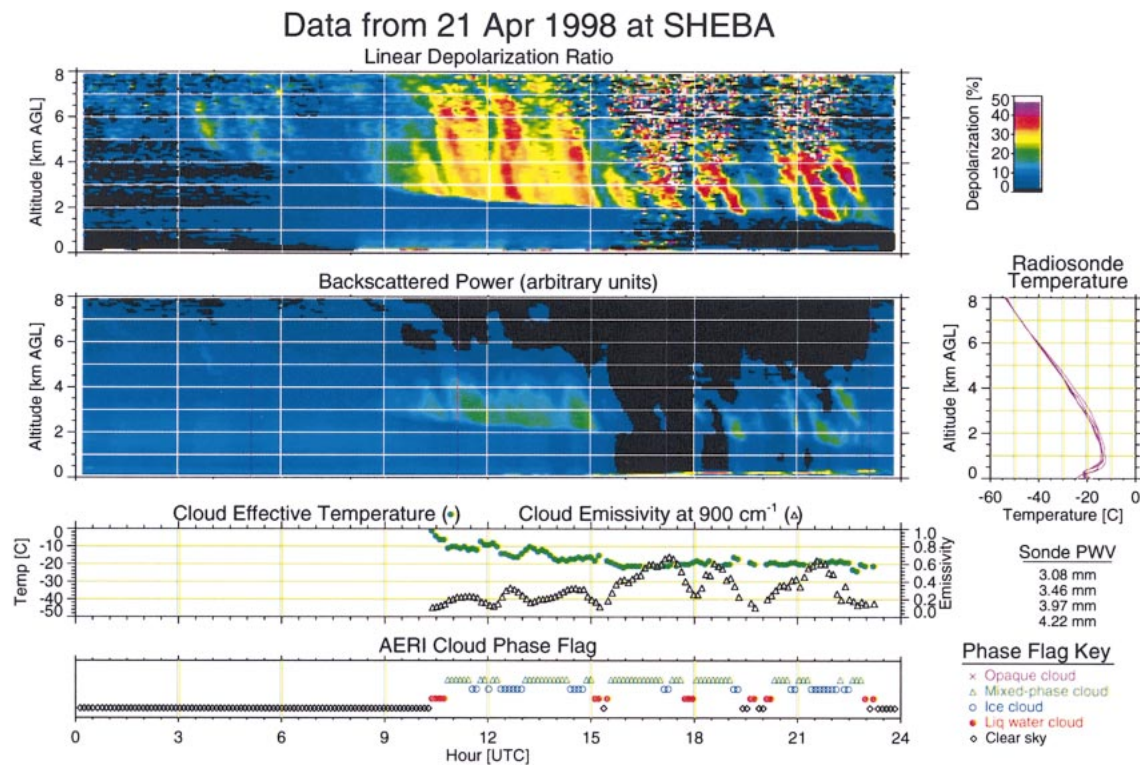 Data from 21 Apr 1998 at SHEBA
Linear Depolarization Ratio
8
6
4
2
0
Altitude [km AGL]
Depolarization [%]
50
40
30
20
10
0
Backscattered Power (arbitrary units)
8
6
4
2
0
Altitude [km AGL]
Radiosonde
Temperature
8
6
4
2
0
Altitude [km AGL]
-60 -40 -20 0
Temperature [C]
Cloud Effective Temperature (•) Cloud Emissivity at 900 cm-1 (△)
0
-10
-20
-30
-40
-50
Temp [C]
1.0
0.8
0.6
0.4
0.2
0.0
Emissivity
Sonde PWV
3.08 mm
3.46 mm
3.97 mm
4.22 mm
AERI Cloud Phase Flag
0 3 6 9 12 15 18 21 24
Hour [UTC]
Phase Flag Key
Opaque cloud
Mixed-phase cloud
Ice cloud
Liq water cloud
Clear sky